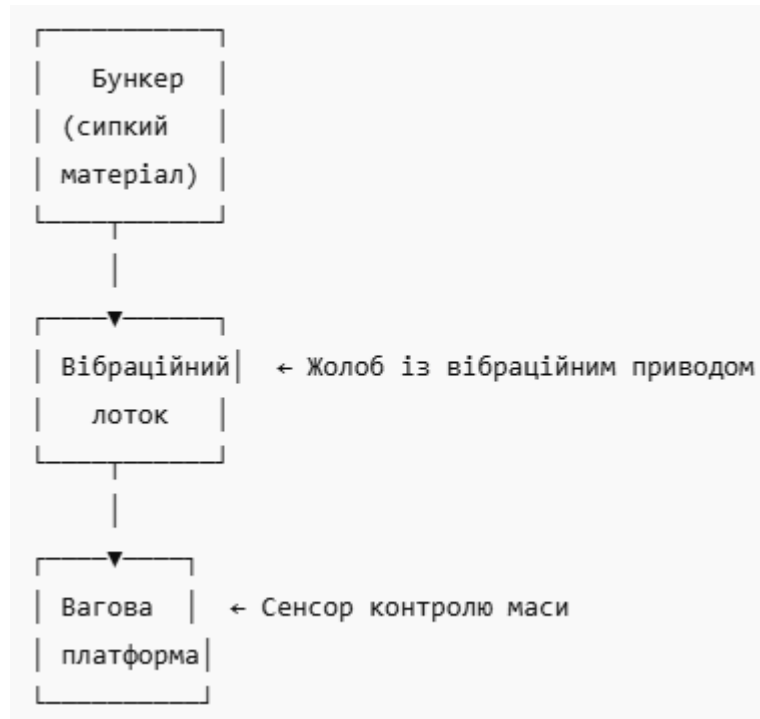 Бункер
(сипкий
матеріал)
Вібраційний ← Жолоб із вібраційним приводом
лоток
Вагова ← Сенсор контролю маси
платформа